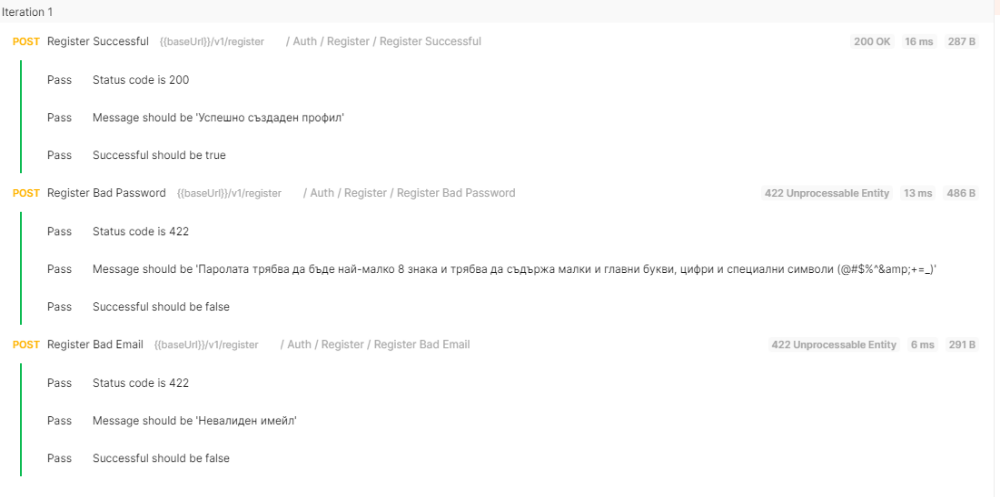 Iteration 1
POST Register Successful {{baseUrl}}/v1/register / Auth / Register / Register Successful 200 OK 16 ms 287 B
Pass Status code is 200
Pass Message should be 'Успешно създаден профил'
Pass Successful should be true
POST Register Bad Password {{baseUrl}}/v1/register / Auth / Register / Register Bad Password 422 Unprocessable Entity 13 ms 486 B
Pass Status code is 422
Pass Message should be 'Паролата трябва да бъде най-малко 8 знака и трябва да съдържа малки и главни букви, цифри и специални символи (@#$%^&amp;+=_)'
Pass Successful should be false
POST Register Bad Email {{baseUrl}}/v1/register / Auth / Register / Register Bad Email 422 Unprocessable Entity 6 ms 291 B
Pass Status code is 422
Pass Message should be 'Невалиден имейл'
Pass Successful should be false